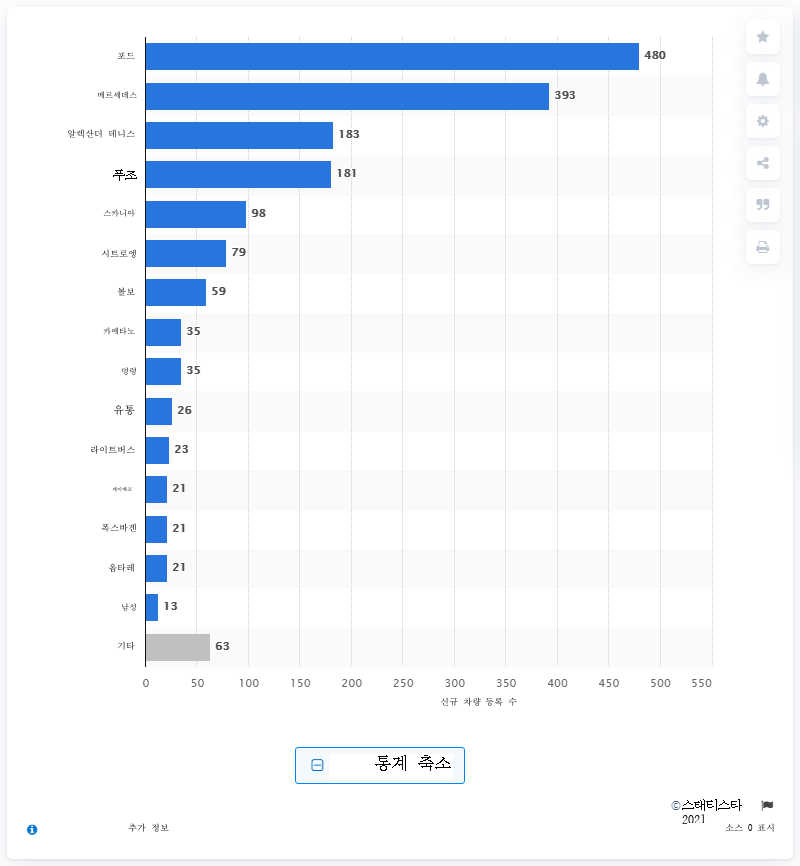 포드 480
메르세데스 393
알렉산더 데니스 183
푸조 181
스카니아 98
시트로엥 79
볼보 59
카에타노 35
명령 35
유통 26
라이트버스 23
21
폭스바겐 21
옵타레 21
남성 13
기타 63
0 50 100 150 200 250 300 350 400 450 500 550
신규 차량 등록 수
통계 축소
©스태티스타
2021
추가 정보
소스 0 표시